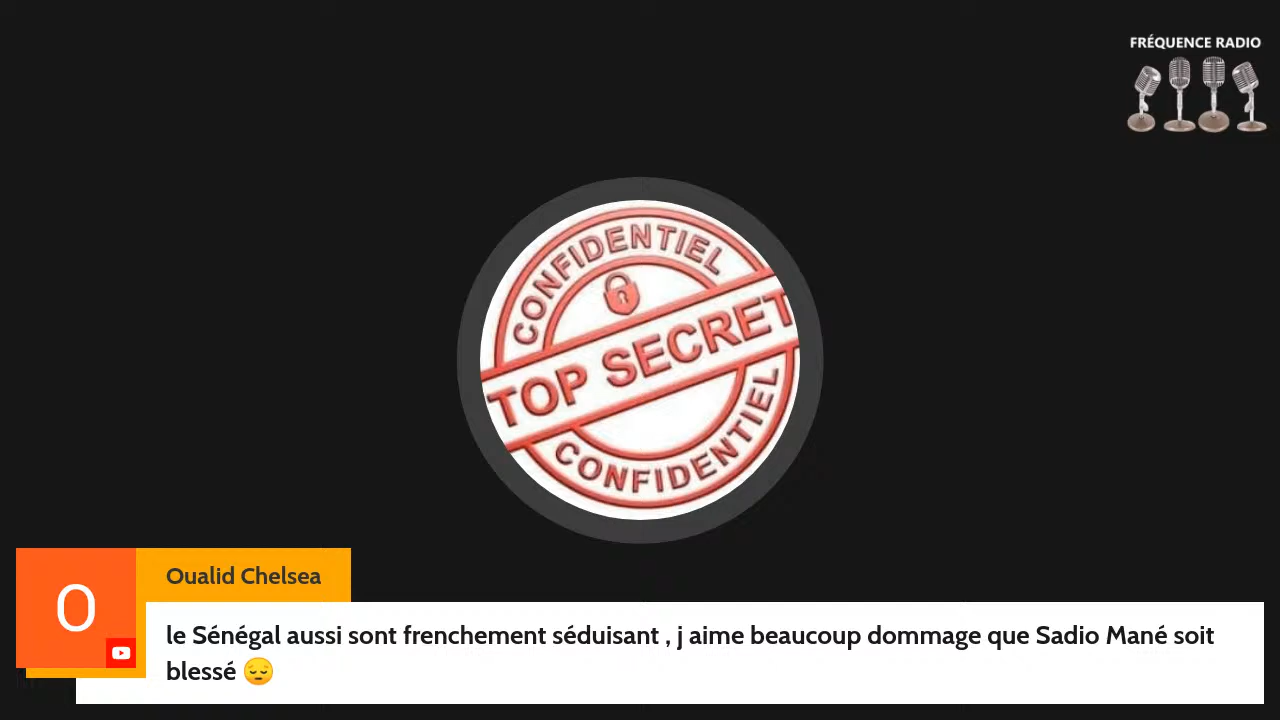 FRÉQUENCE RADIO
CONFIDENTIEL
TOP SECRET
CONFIDENTIEL
O
Oualid Chelsea
le Sénégal aussi sont frenchement séduisant , j aime beaucoup dommage que Sadio Mané soit
blessé 😔